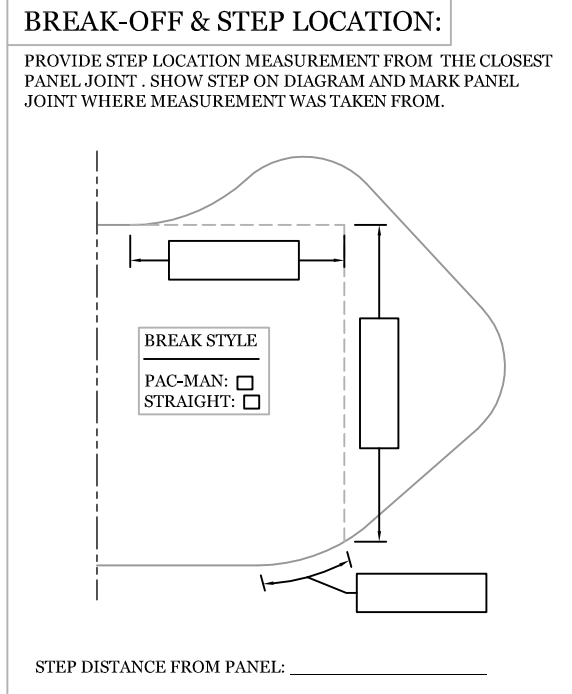 BREAK-OFF & STEP LOCATION:
PROVIDE STEP LOCATION MEASUREMENT FROM THE CLOSEST
PANEL JOINT . SHOW STEP ON DIAGRAM AND MARK PANEL
JOINT WHERE MEASUREMENT WAS TAKEN FROM.
BREAK STYLE
PAC-MAN:
STRAIGHT:
STEP DISTANCE FROM PANEL: